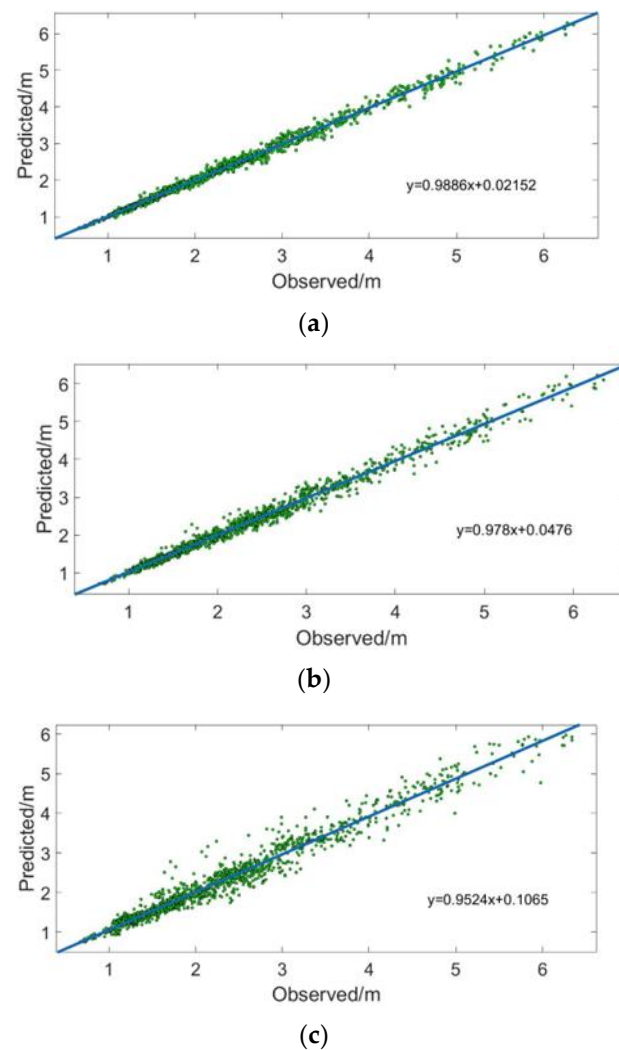 6
5
4
3
2
1
Predicted/m
y=0.9886x+0.02152
1 2 3 4 5 6
Observed/m
(a)
6
5
4
3
2
1
Predicted/m
y=0.978x+0.0476
1 2 3 4 5 6
Observed/m
(b)
6
5
4
3
2
1
Predicted/m
y=0.9524x+0.1065
1 2 3 4 5 6
Observed/m
(c)